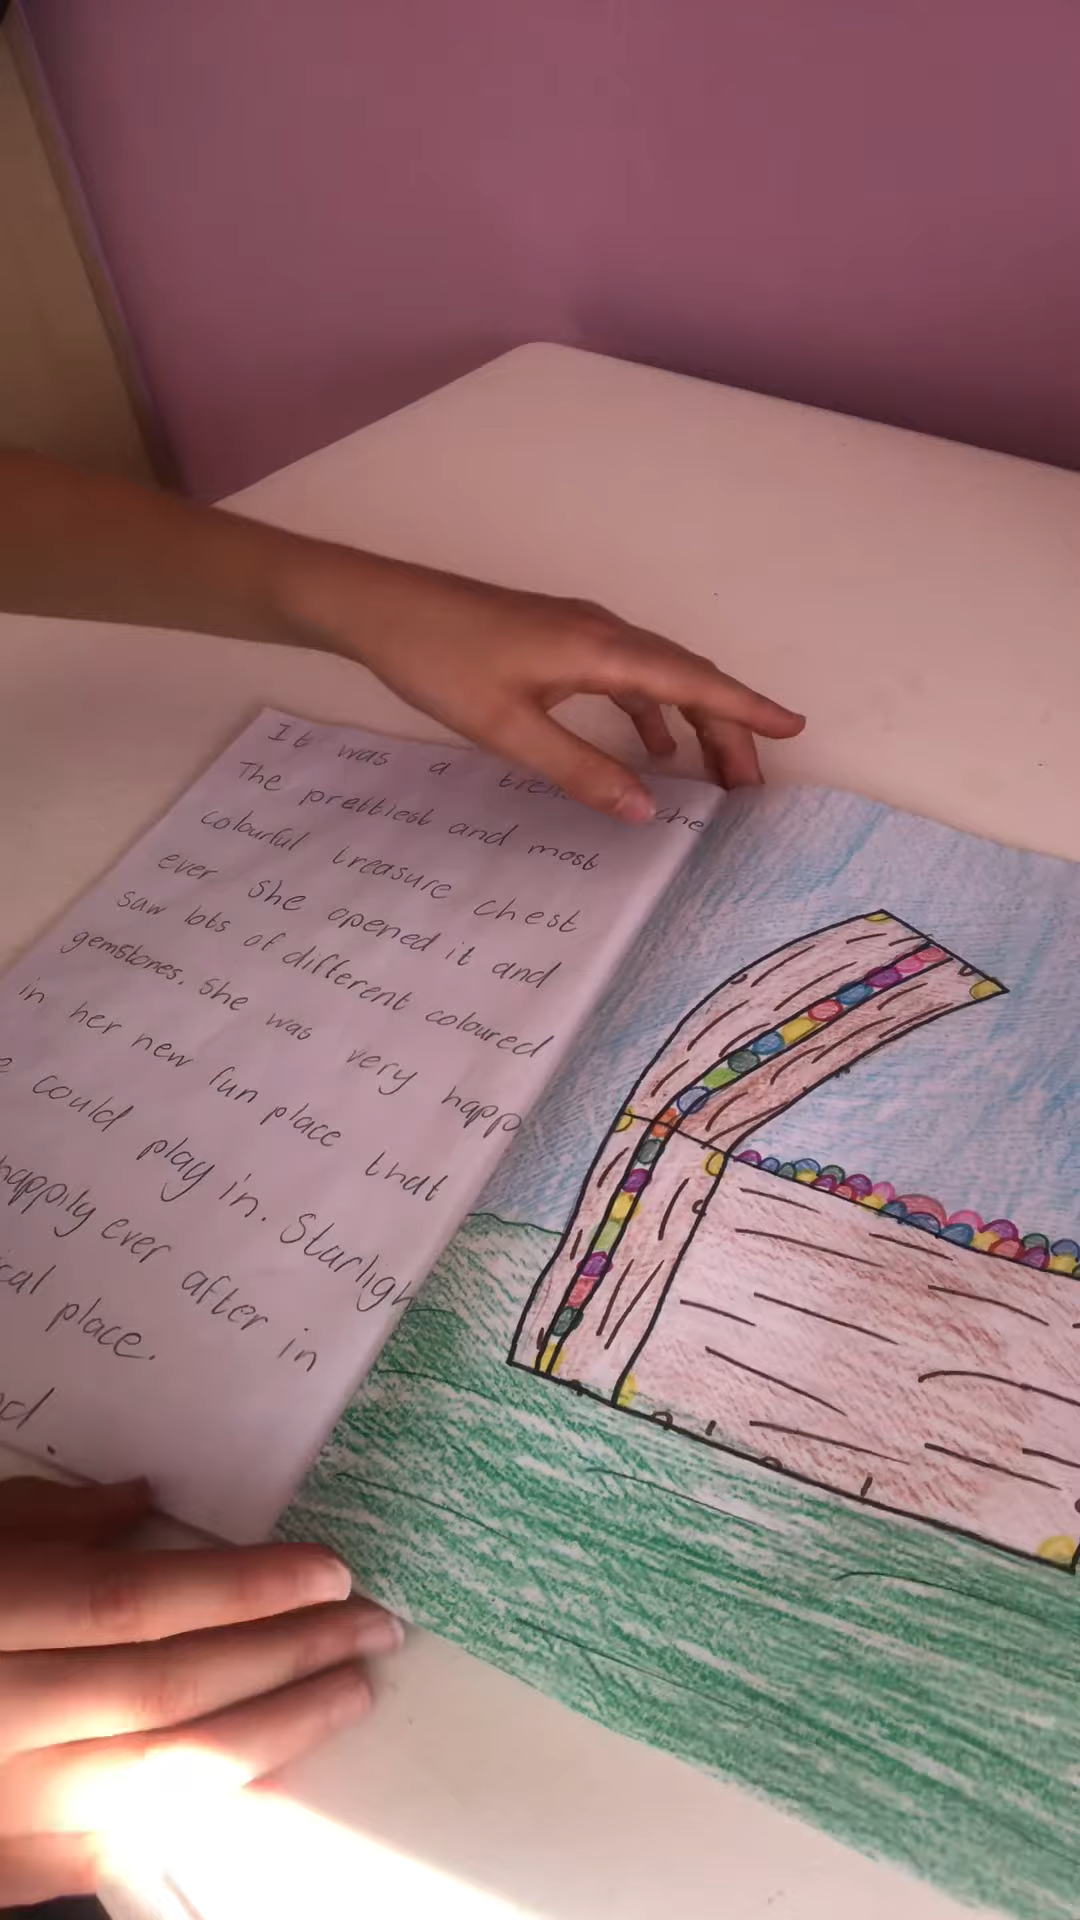 It was a
The prettiest and most
colourful treasure chest
ever she opened it and
saw lots of different coloured
gemstones. She was very happ
in her new fun place that
could play in. Starligh
happily ever after in
cal place.